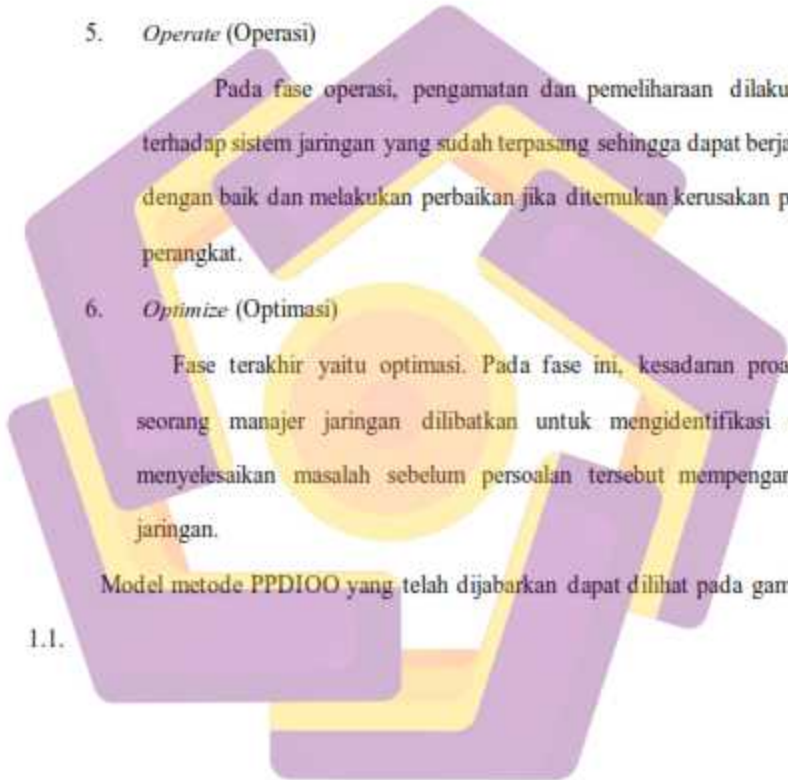 5. Operate (Operasi)
Pada fase operasi, pengamatan dan pemeliharaan dilaku
terhadap sistem jaringan yang sudah terpasang sehingga dapat berja
dengan baik dan melakukan perbaikan jika ditemukan kerusakan p
perangkat.
6. Optimize (Optimasi)
Fase terakhir yaitu optimasi. Pada fase ini, kesadaran proa
seorang manajer jaringan dilibatkan untuk mengidentifikasi
menyelesaikan masalah sebelum persoalan tersebut mempengar
jaringan.
Model metode PPDIOO yang telah dijabarkan dapat dilihat pada gam
1.1.